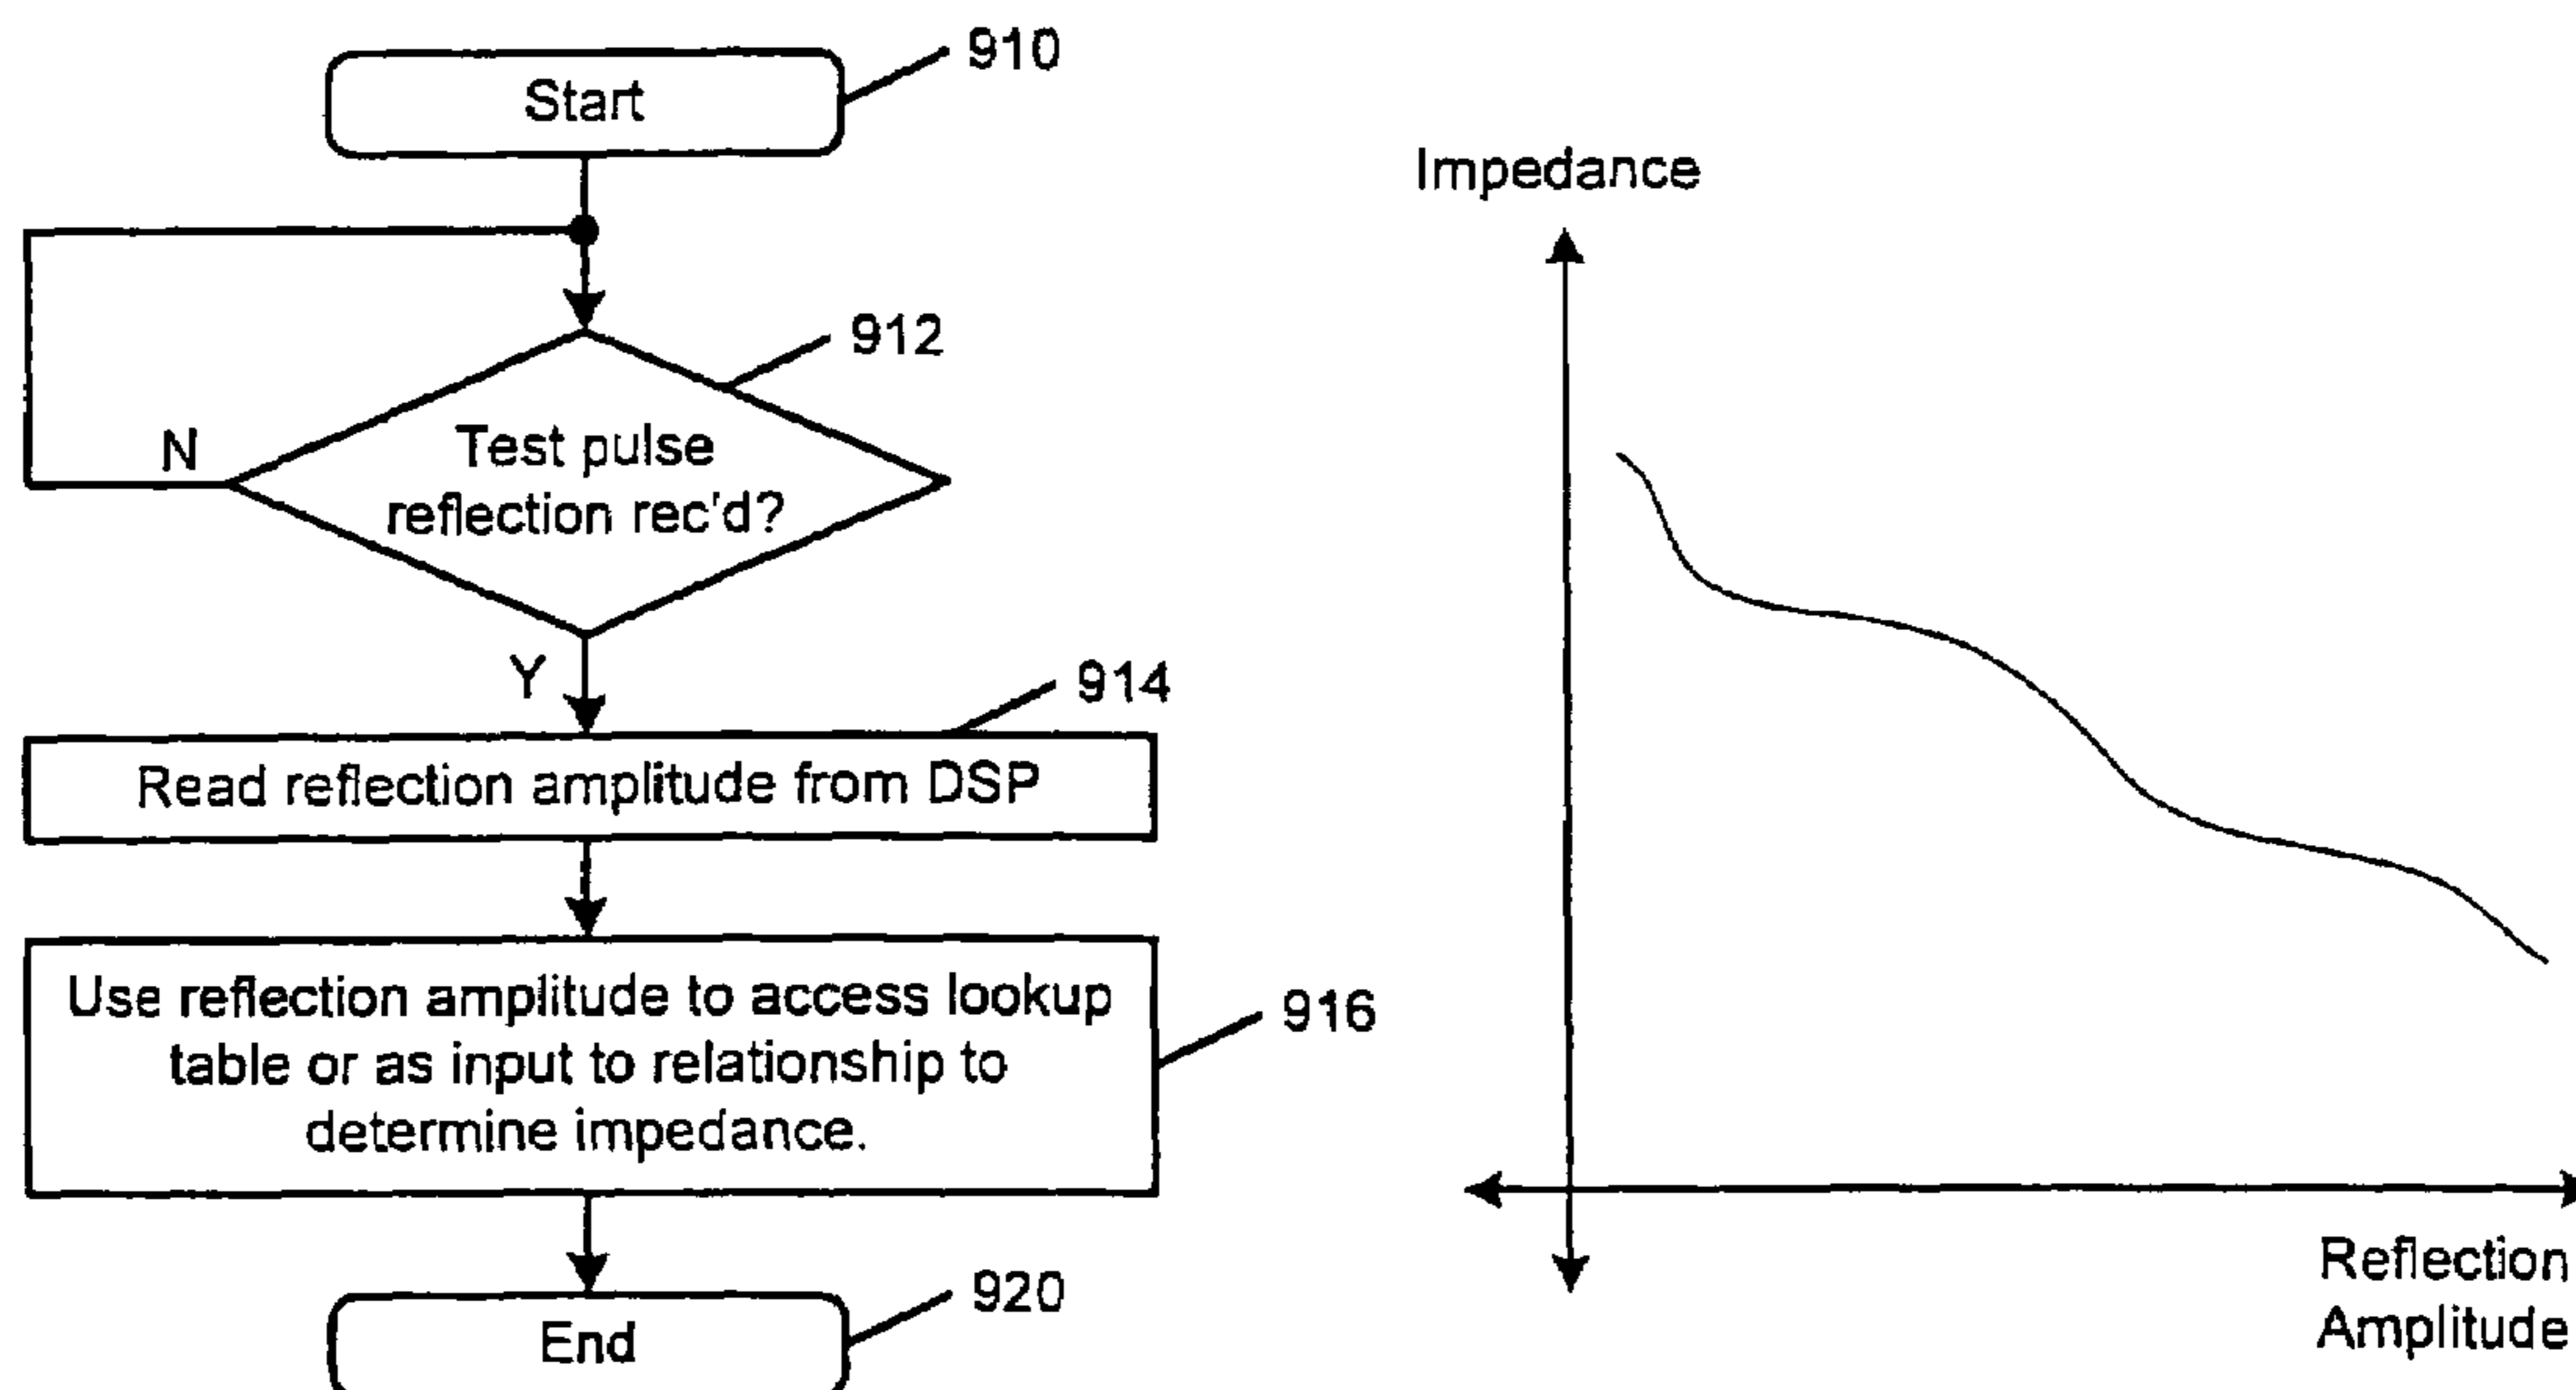 Start
910
912
N
Test pulse
reflection rec'd?
Y
914
Read reflection amplitude from DSP
Use reflection amplitude to access lookup
table or as input to relationship to
determine impedance.
916
End
920
Impedance
Reflection
Amplitude